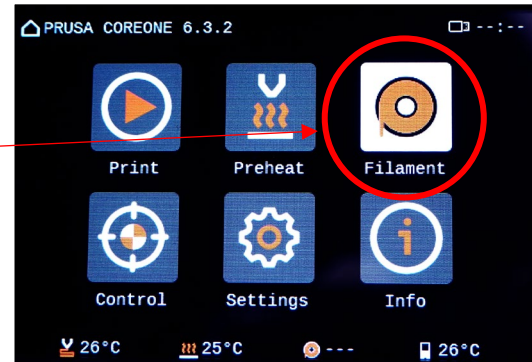 PRUSA COREONE 6.3.2 --:--
Print Preheat Filament
Control Settings Info
26°C 25°C --- 26°C